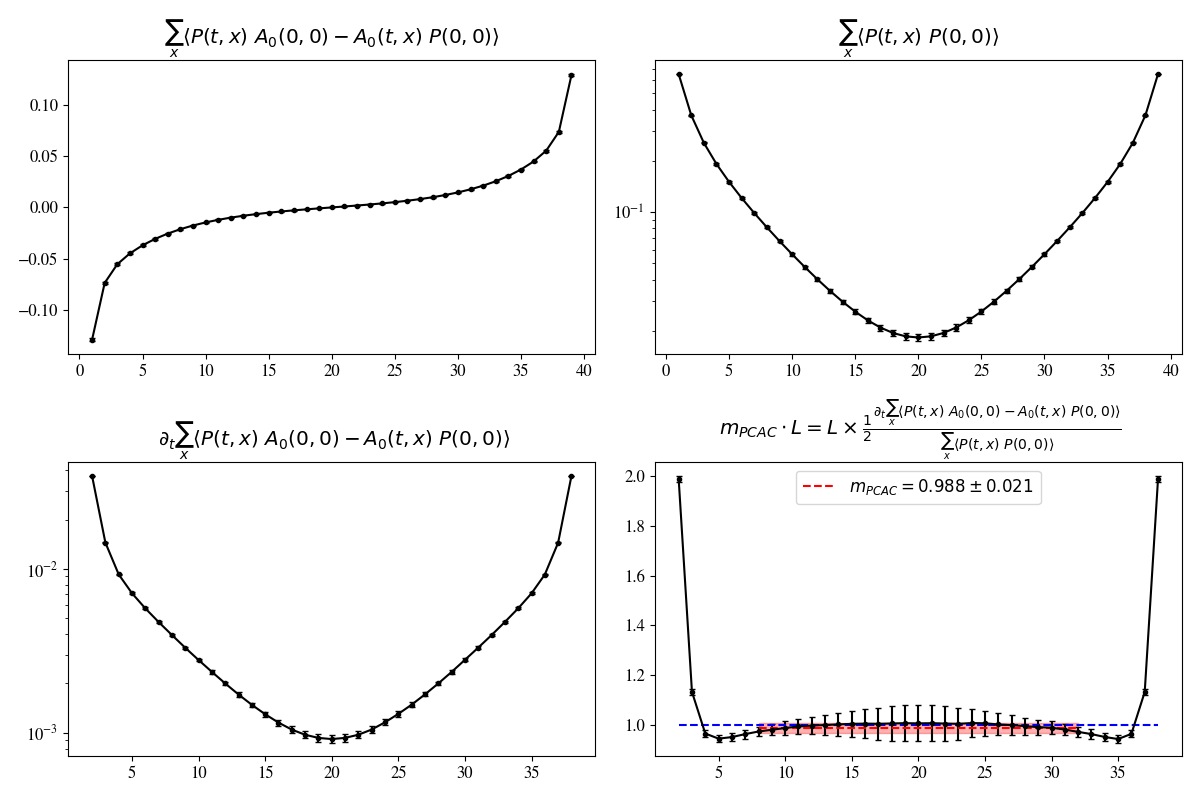 ∑ₓ⟨P(t, x) A₀(0, 0) − A₀(t, x) P(0, 0)⟩
0.10
0.05
0.00
−0.05
−0.10
0 5 10 15 20 25 30 35 40
∑ₓ⟨P(t, x) P(0, 0)⟩
10⁻¹
0 5 10 15 20 25 30 35 40
∂ₜ∑ₓ⟨P(t, x) A₀(0, 0) − A₀(t, x) P(0, 0)⟩
10⁻²
10⁻³
5 10 15 20 25 30 35
m_PCAC · L = L × 1/2 ∂ₜ∑ₓ⟨P(t, x) A₀(0, 0) − A₀(t, x) P(0, 0)⟩ / ∑ₓ⟨P(t, x) P(0, 0)⟩
m_PCAC = 0.988 ± 0.021
2.0
1.8
1.6
1.4
1.2
1.0
5 10 15 20 25 30 35